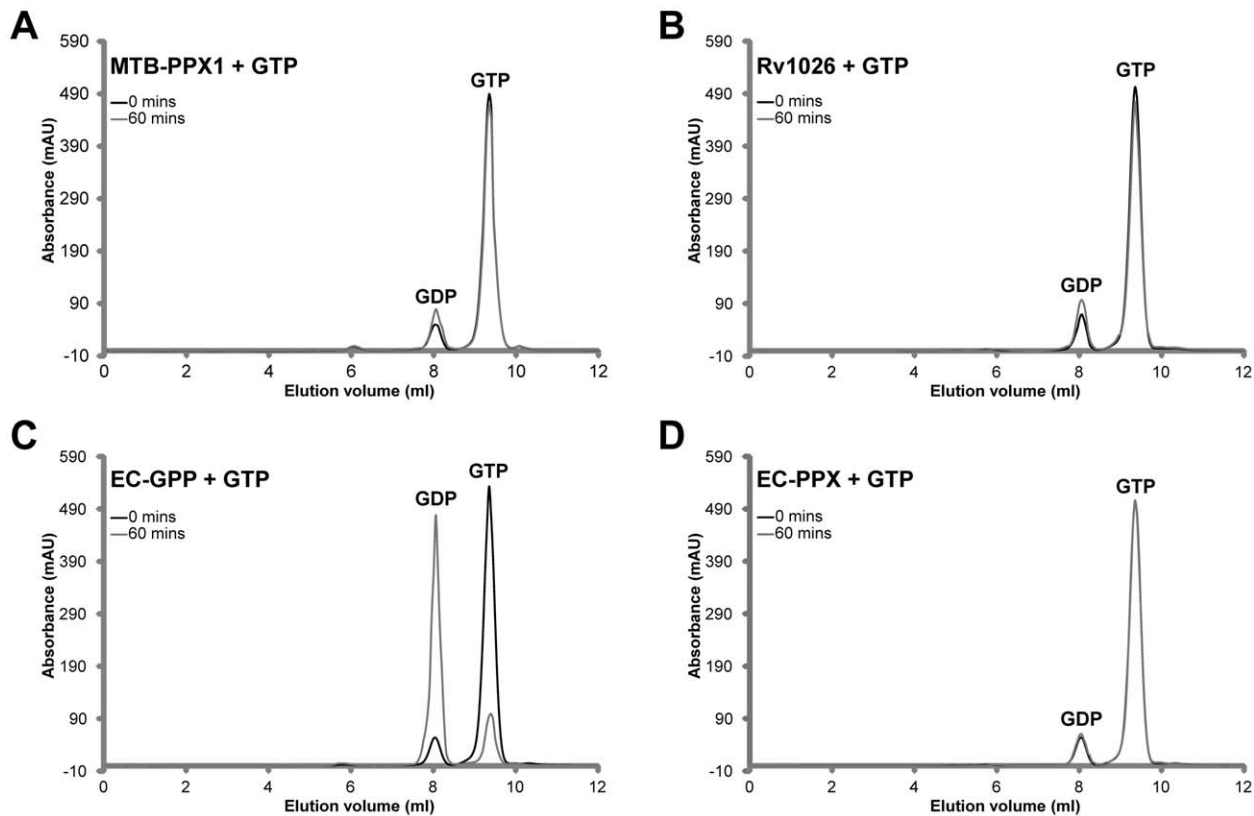 A
MTB-PPX1 + GTP
0 mins
60 mins
GDP
GTP
590
490
390
290
190
90
-10
Absorbance (mAU)
0 2 4 6 8 10 12
Elution volume (ml)
B
Rv1026 + GTP
0 mins
60 mins
GDP
GTP
590
490
390
290
190
90
-10
Absorbance (mAU)
0 2 4 6 8 10 12
Elution volume (ml)
C
EC-GPP + GTP
0 mins
60 mins
GDP
GTP
590
490
390
290
190
90
-10
Absorbance (mAU)
0 2 4 6 8 10 12
Elution volume (ml)
D
EC-PPX + GTP
0 mins
60 mins
GDP
GTP
590
490
390
290
190
90
-10
Absorbance (mAU)
0 2 4 6 8 10 12
Elution volume (ml)